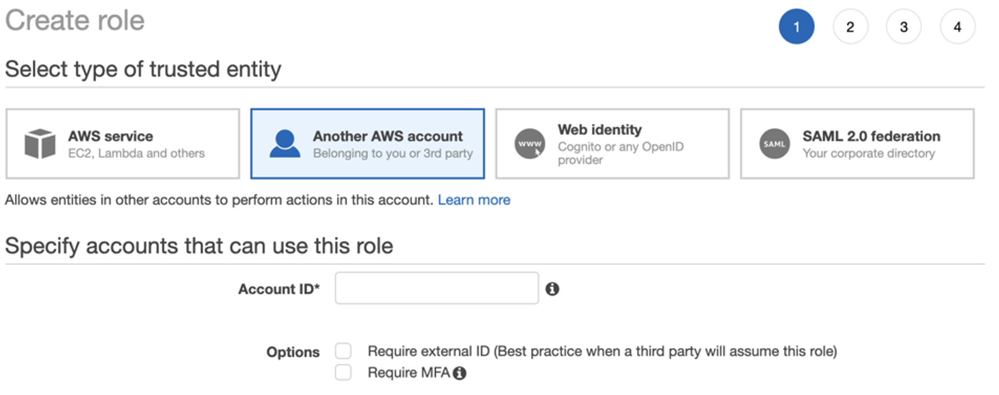 Create role
1 2 3 4
Select type of trusted entity
AWS service
EC2, Lambda and others
Another AWS account
Belonging to you or 3rd party
www
Web identity
Cognito or any OpenID
provider
SAML
SAML 2.0 federation
Your corporate directory
Allows entities in other accounts to perform actions in this account. Learn more
Specify accounts that can use this role
Account ID*
Options
Require external ID (Best practice when a third party will assume this role)
Require MFA